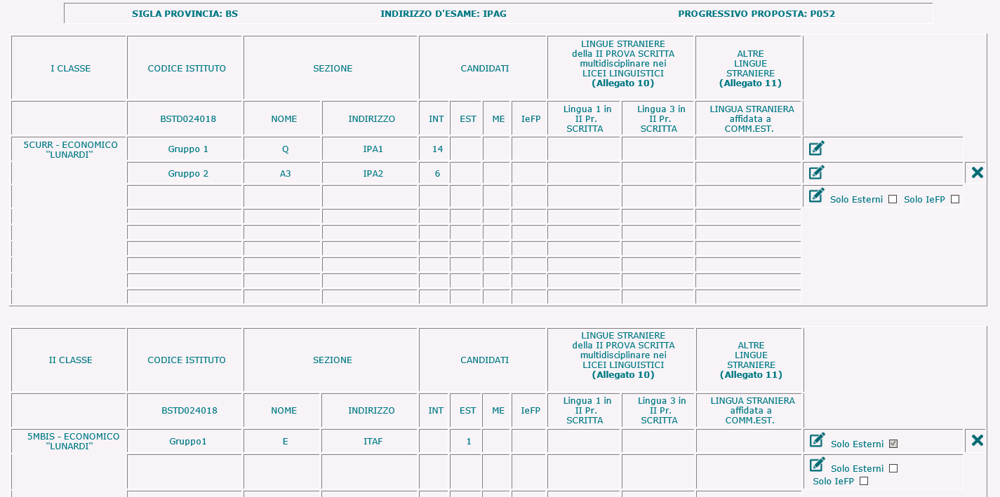 SIGLA PROVINCIA: BS INDIRIZZO D'ESAME: IPAG PROGRESSIVO PROPOSTA: P052
I CLASSE CODICE ISTITUTO SEZIONE CANDIDATI
LINGUE STRANIERE
della II PROVA SCRITTA
multidisciplinare nei
LICEI LINGUISTICI
(Allegato 10)
ALTRE
LINGUE
STRANIERE
(Allegato 11)
BSTD024018 NOME INDIRIZZO INT EST ME IeFP
Lingua 1 in
II Pr.
SCRITTA
Lingua 3 in
II Pr.
SCRITTA
LINGUA STRANIERA
affidata a
COMM.EST.
5CURR - ECONOMICO
"LUNARDI"
Gruppo 1 Q IPA1 14
Gruppo 2 A3 IPA2 6
Solo Esterni Solo IeFP
II CLASSE CODICE ISTITUTO SEZIONE CANDIDATI
LINGUE STRANIERE
della II PROVA SCRITTA
multidisciplinare nei
LICEI LINGUISTICI
(Allegato 10)
ALTRE
LINGUE
STRANIERE
(Allegato 11)
BSTD024018 NOME INDIRIZZO INT EST ME IeFP
Lingua 1 in
II Pr.
SCRITTA
Lingua 3 in
II Pr.
SCRITTA
LINGUA STRANIERA
affidata a
COMM.EST.
5MBIS - ECONOMICO
"LUNARDI"
Gruppo1 E ITAF 1 Solo Esterni
Solo Esterni
Solo IeFP